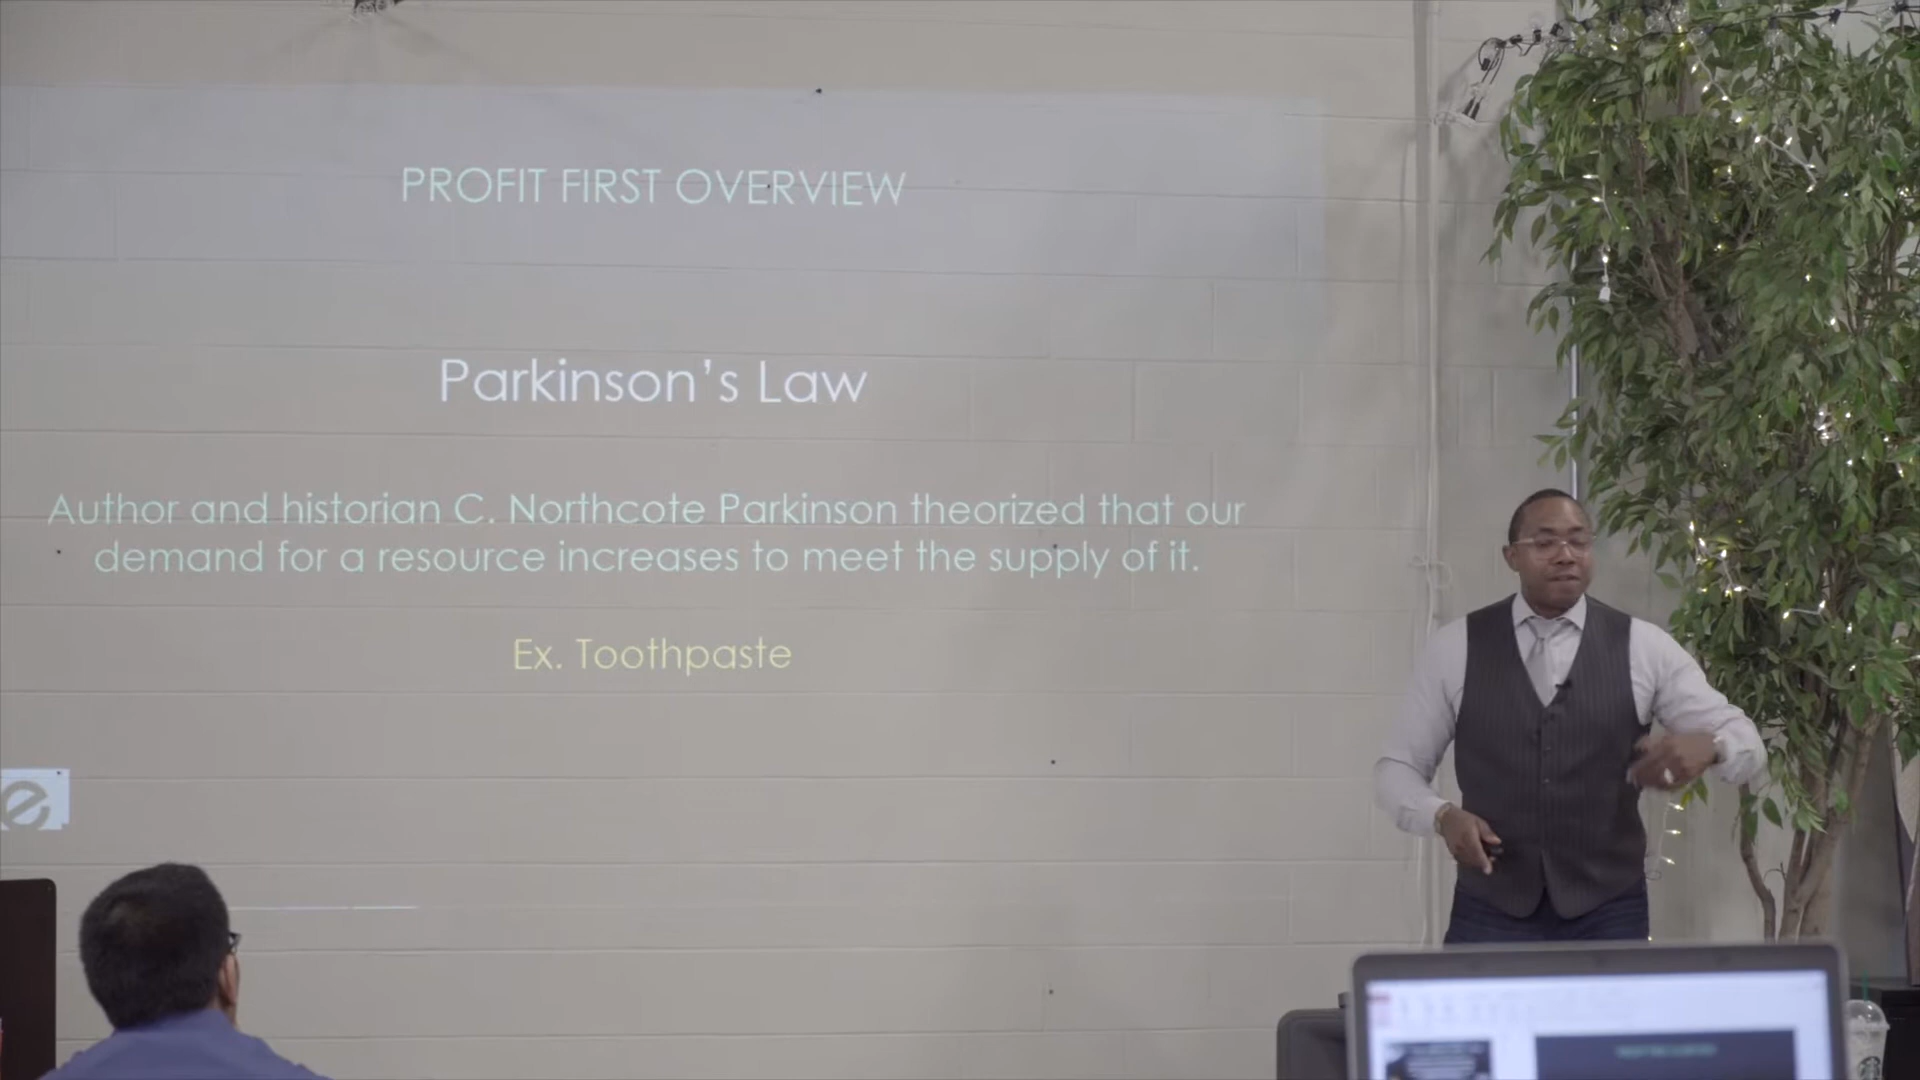 PROFIT FIRST OVERVIEW
Parkinson’s Law
Author and historian C. Northcote Parkinson theorized that our
demand for a resource increases to meet the supply of it.
Ex. Toothpaste
e